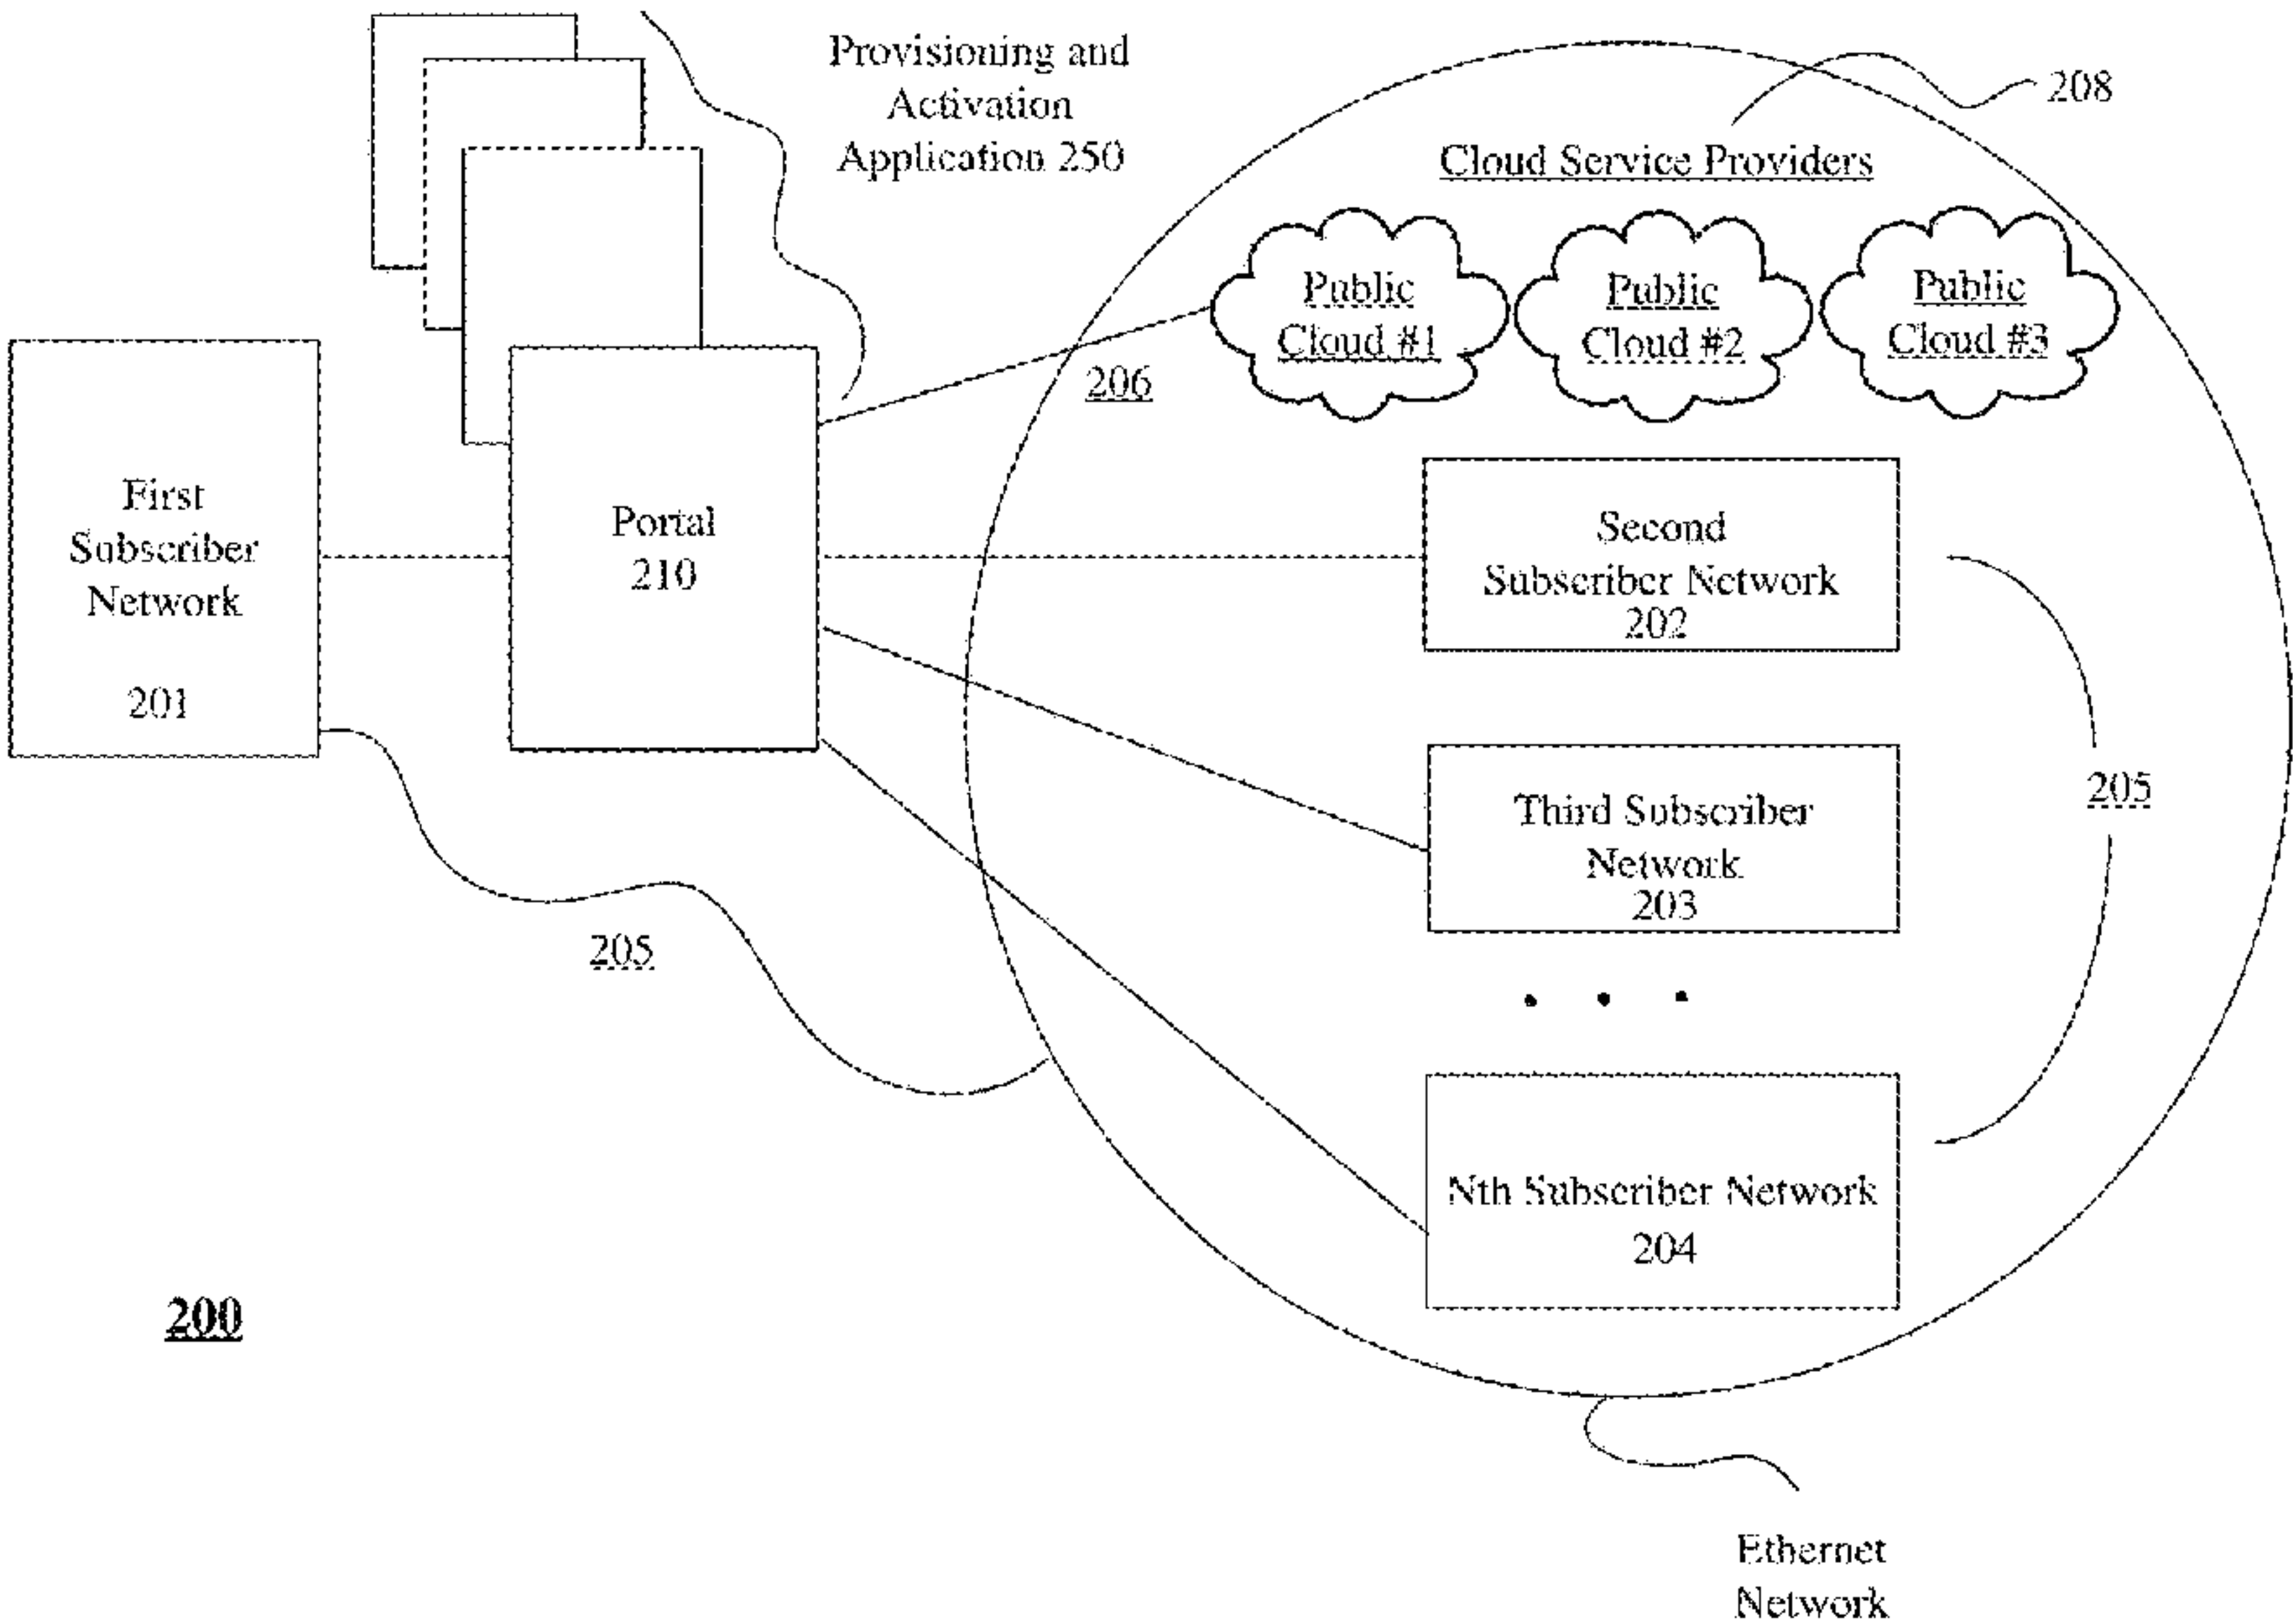 Provisioning and
Activation
Application 250
208
Cloud Service Providers
Public
Cloud #1
Public
Cloud #2
Public
Cloud #3
206
First
Subscriber
Network
201
Portal
210
Second
Subscriber Network
202
205
Third Subscriber
Network
203
205
. . .
Nth Subscriber Network
204
200
Ethernet
Network